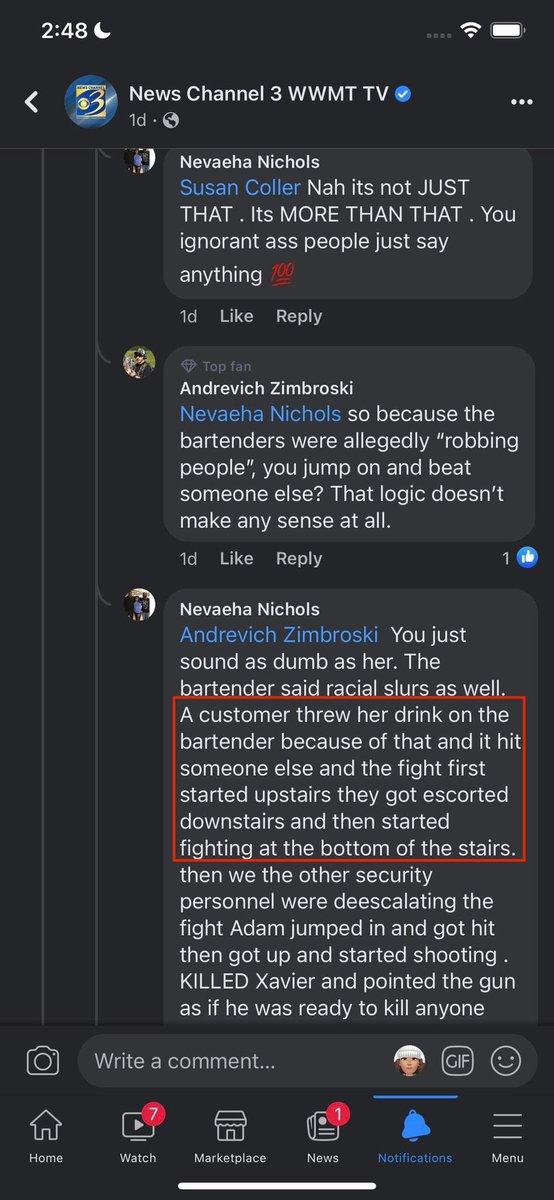 2:48
News Channel 3 WWMT TV
1d ·
Nevaeha Nichols
Susan Coller Nah its not JUST
THAT . Its MORE THAN THAT . You
ignorant ass people just say
anything 💯
1d Like Reply
Top fan
Andrevich Zimbroski
Nevaeha Nichols so because the
bartenders were allegedly “robbing
people”, you jump on and beat
someone else? That logic doesn’t
make any sense at all.
1d Like Reply 1
Nevaeha Nichols
Andrevich Zimbroski You just
sound as dumb as her. The
bartender said racial slurs as well.
A customer threw her drink on the
bartender because of that and it hit
someone else and the fight first
started upstairs they got escorted
downstairs and then started
fighting at the bottom of the stairs.
then we the other security
personnel were deescalating the
fight Adam jumped in and got hit
then got up and started shooting .
KILLED Xavier and pointed the gun
as if he was ready to kill anyone
Write a comment...
GIF
7 1
Home Watch Marketplace News Notifications Menu